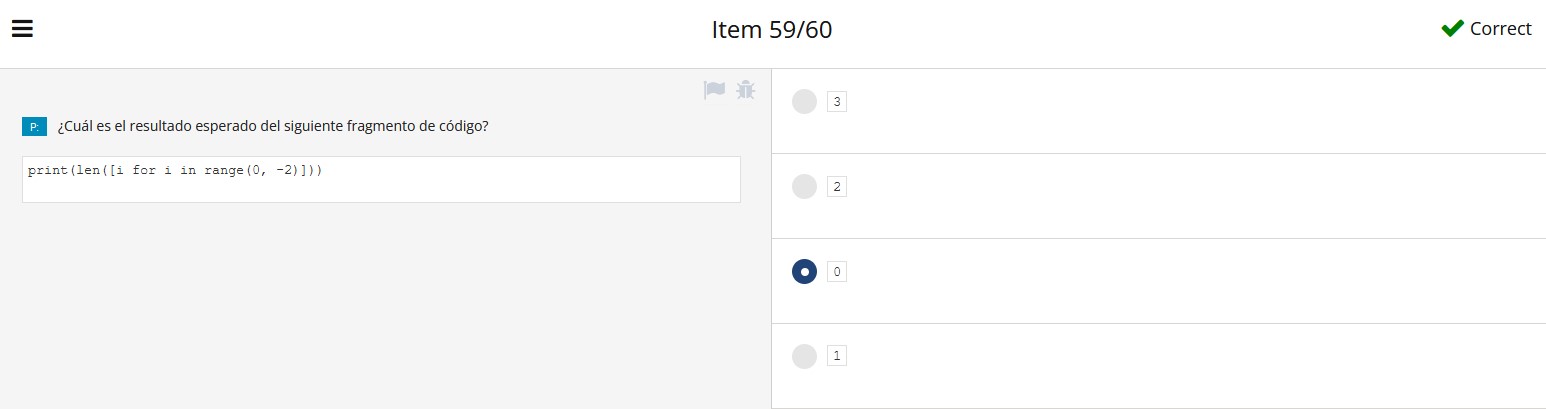 Item 59/60
Correct
P: ¿Cuál es el resultado esperado del siguiente fragmento de código?
print(len([i for i in range(0, -2)]))
3
2
0
1